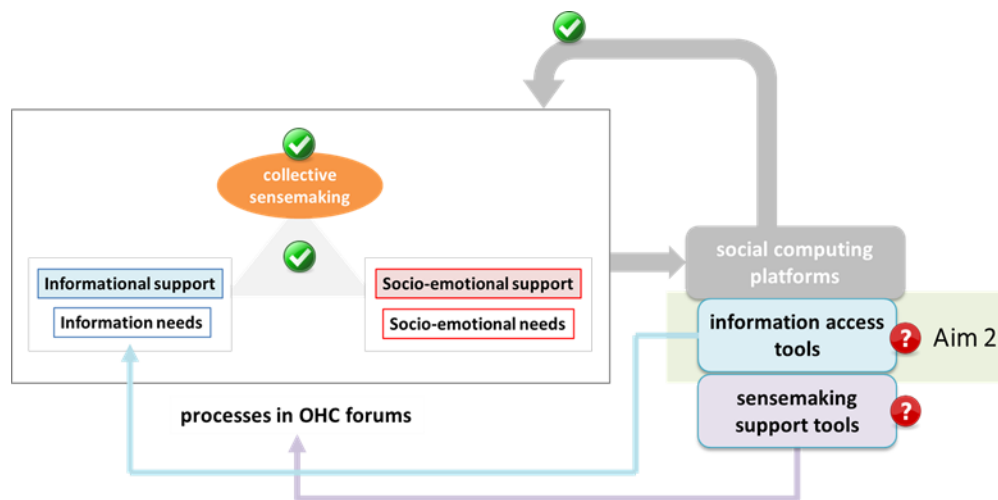 collective
sensemaking
Informational support
Information needs
Socio-emotional support
Socio-emotional needs
processes in OHC forums
social computing
platforms
information access
tools
?
Aim 2
sensemaking
support tools
?